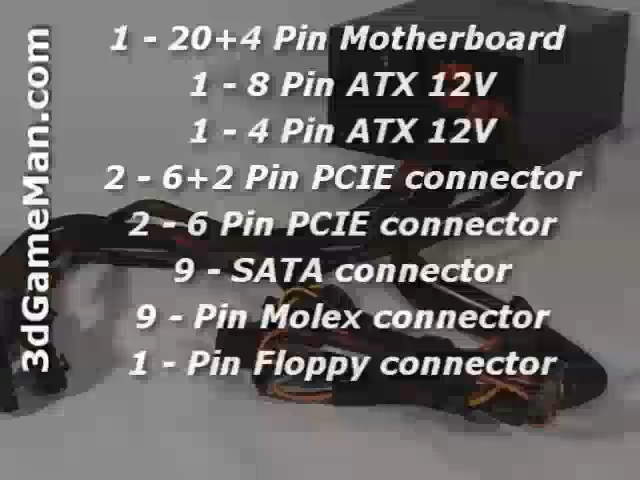 1 - 20+4 Pin Motherboard
1 - 8 Pin ATX 12V
1 - 4 Pin ATX 12V
2 - 6+2 Pin PCIE connector
2 - 6 Pin PCIE connector
9 - SATA connector
9 - Pin Molex connector
1 - Pin Floppy connector
3dGameMan.com